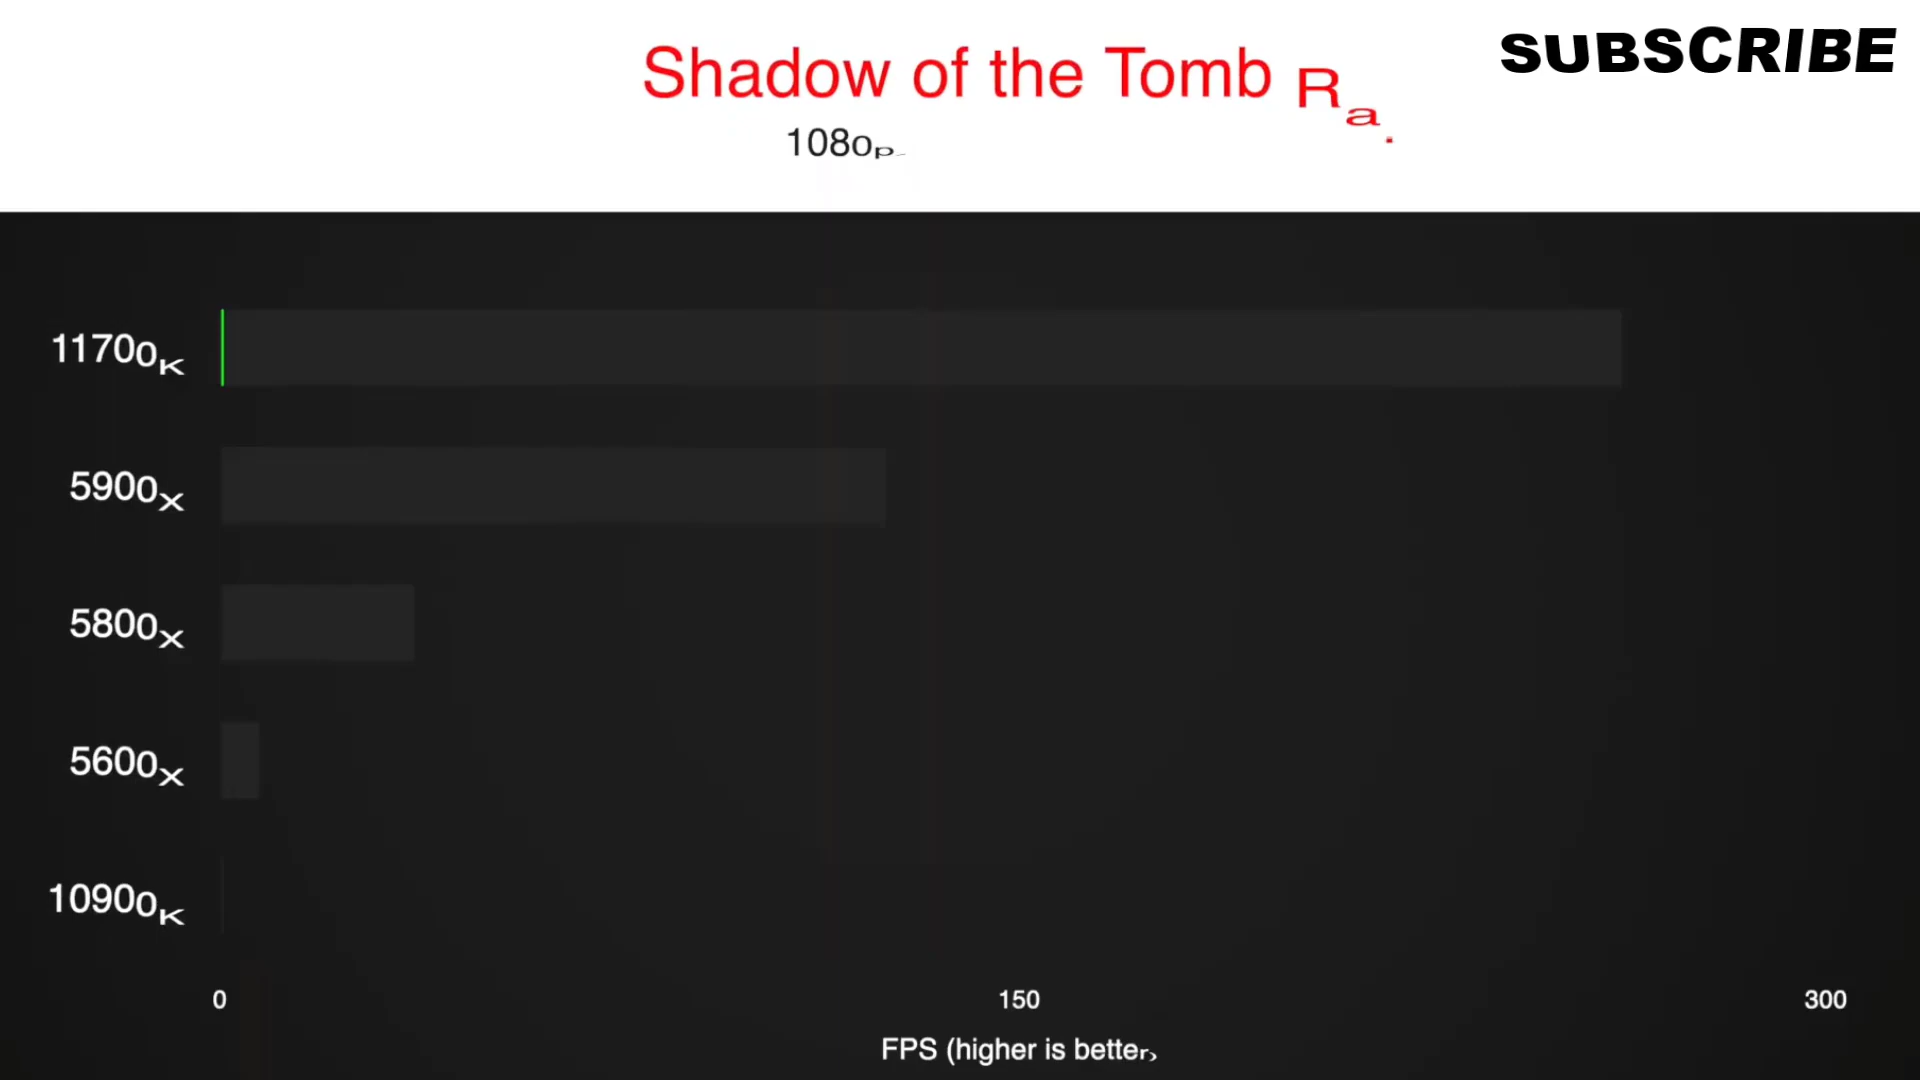 SUBSCRIBE
Shadow of the Tomb Ra
1080p
11700K
5900X
5800X
5600X
10900K
0 150 300
FPS (higher is better)